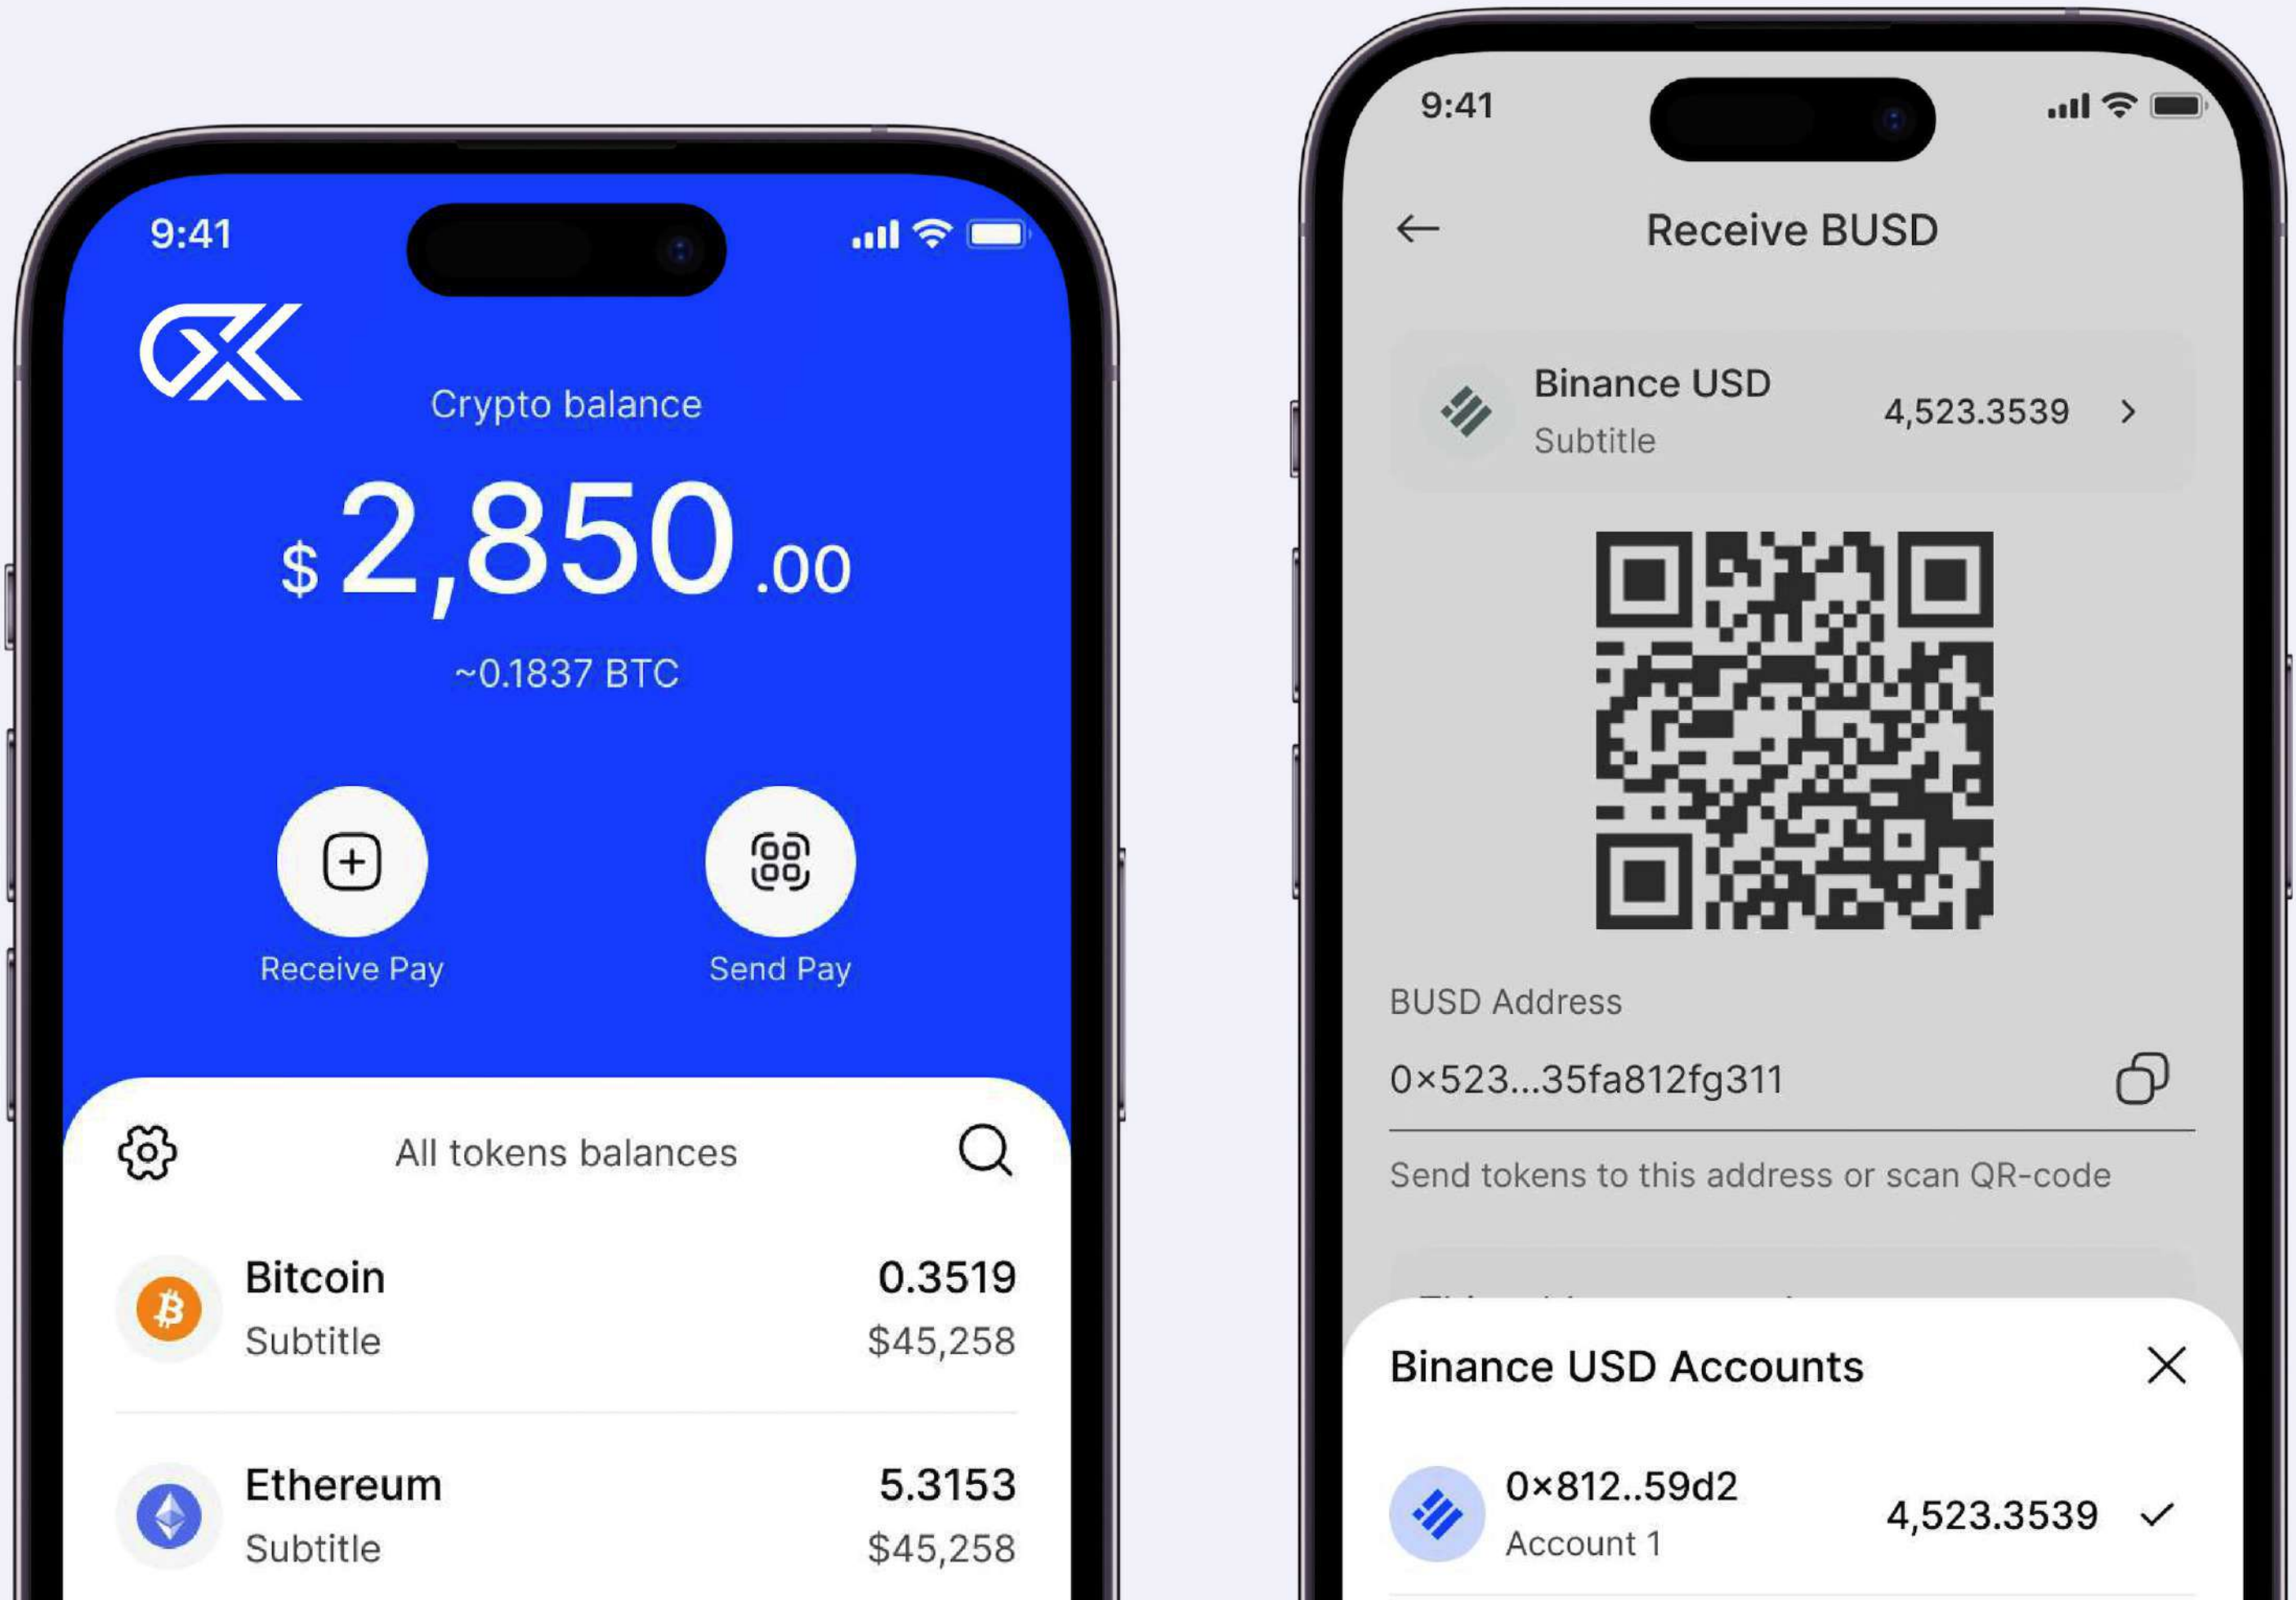 9:41
Crypto balance
$ 2,850 .00
~0.1837 BTC
Receive Pay
Send Pay
All tokens balances
Bitcoin
0.3519
Subtitle
$45,258
Ethereum
5.3153
Subtitle
$45,258
9:41
Receive BUSD
Binance USD
4,523.3539
Subtitle
BUSD Address
0×523...35fa812fg311
Send tokens to this address or scan QR-code
Binance USD Accounts
0×812..59d2
4,523.3539
Account 1